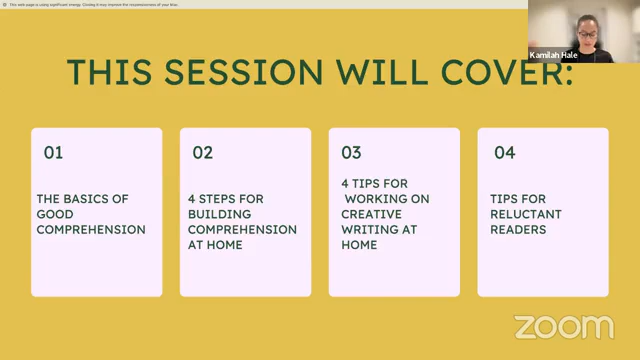 This web page is using significant energy. Closing it may improve the responsiveness of your Mac.
Kamilah Hale
THIS SESSION WILL COVER:
01
THE BASICS OF
GOOD
COMPREHENSION
02
4 STEPS FOR
BUILDING
COMPREHENSION
AT HOME
03
4 TIPS FOR
WORKING ON
CREATIVE
WRITING AT
HOME
04
TIPS FOR
RELUCTANT
READERS
zoom